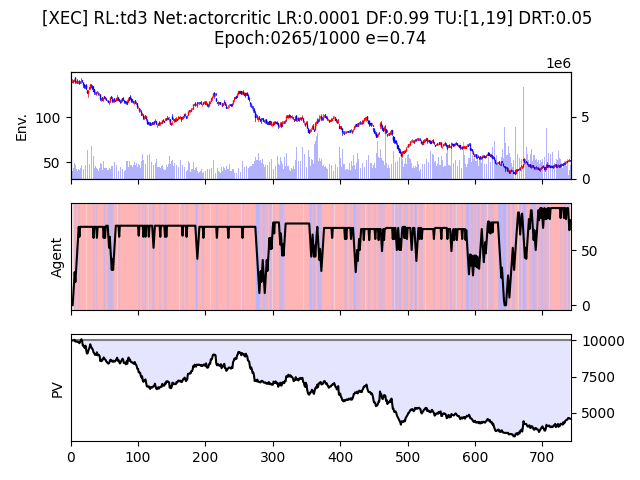 [XEC] RL:td3 Net:actorcritic LR:0.0001 DF:0.99 TU:[1,19] DRT:0.05
Epoch:0265/1000 e=0.74
1e6
Env.
100
50
5
0
Agent
50
0
PV
10000
7500
5000
0 100 200 300 400 500 600 700